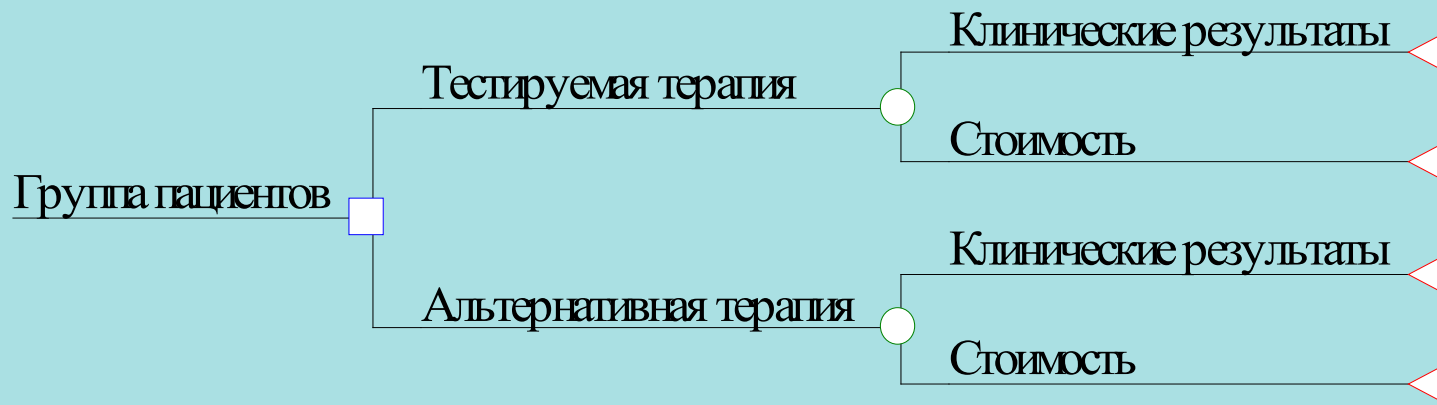 Клинические результаты
Тестируемая терапия
Стоимость
Группа пациентов
Клинические результаты
Альтернативная терапия
Стоимость